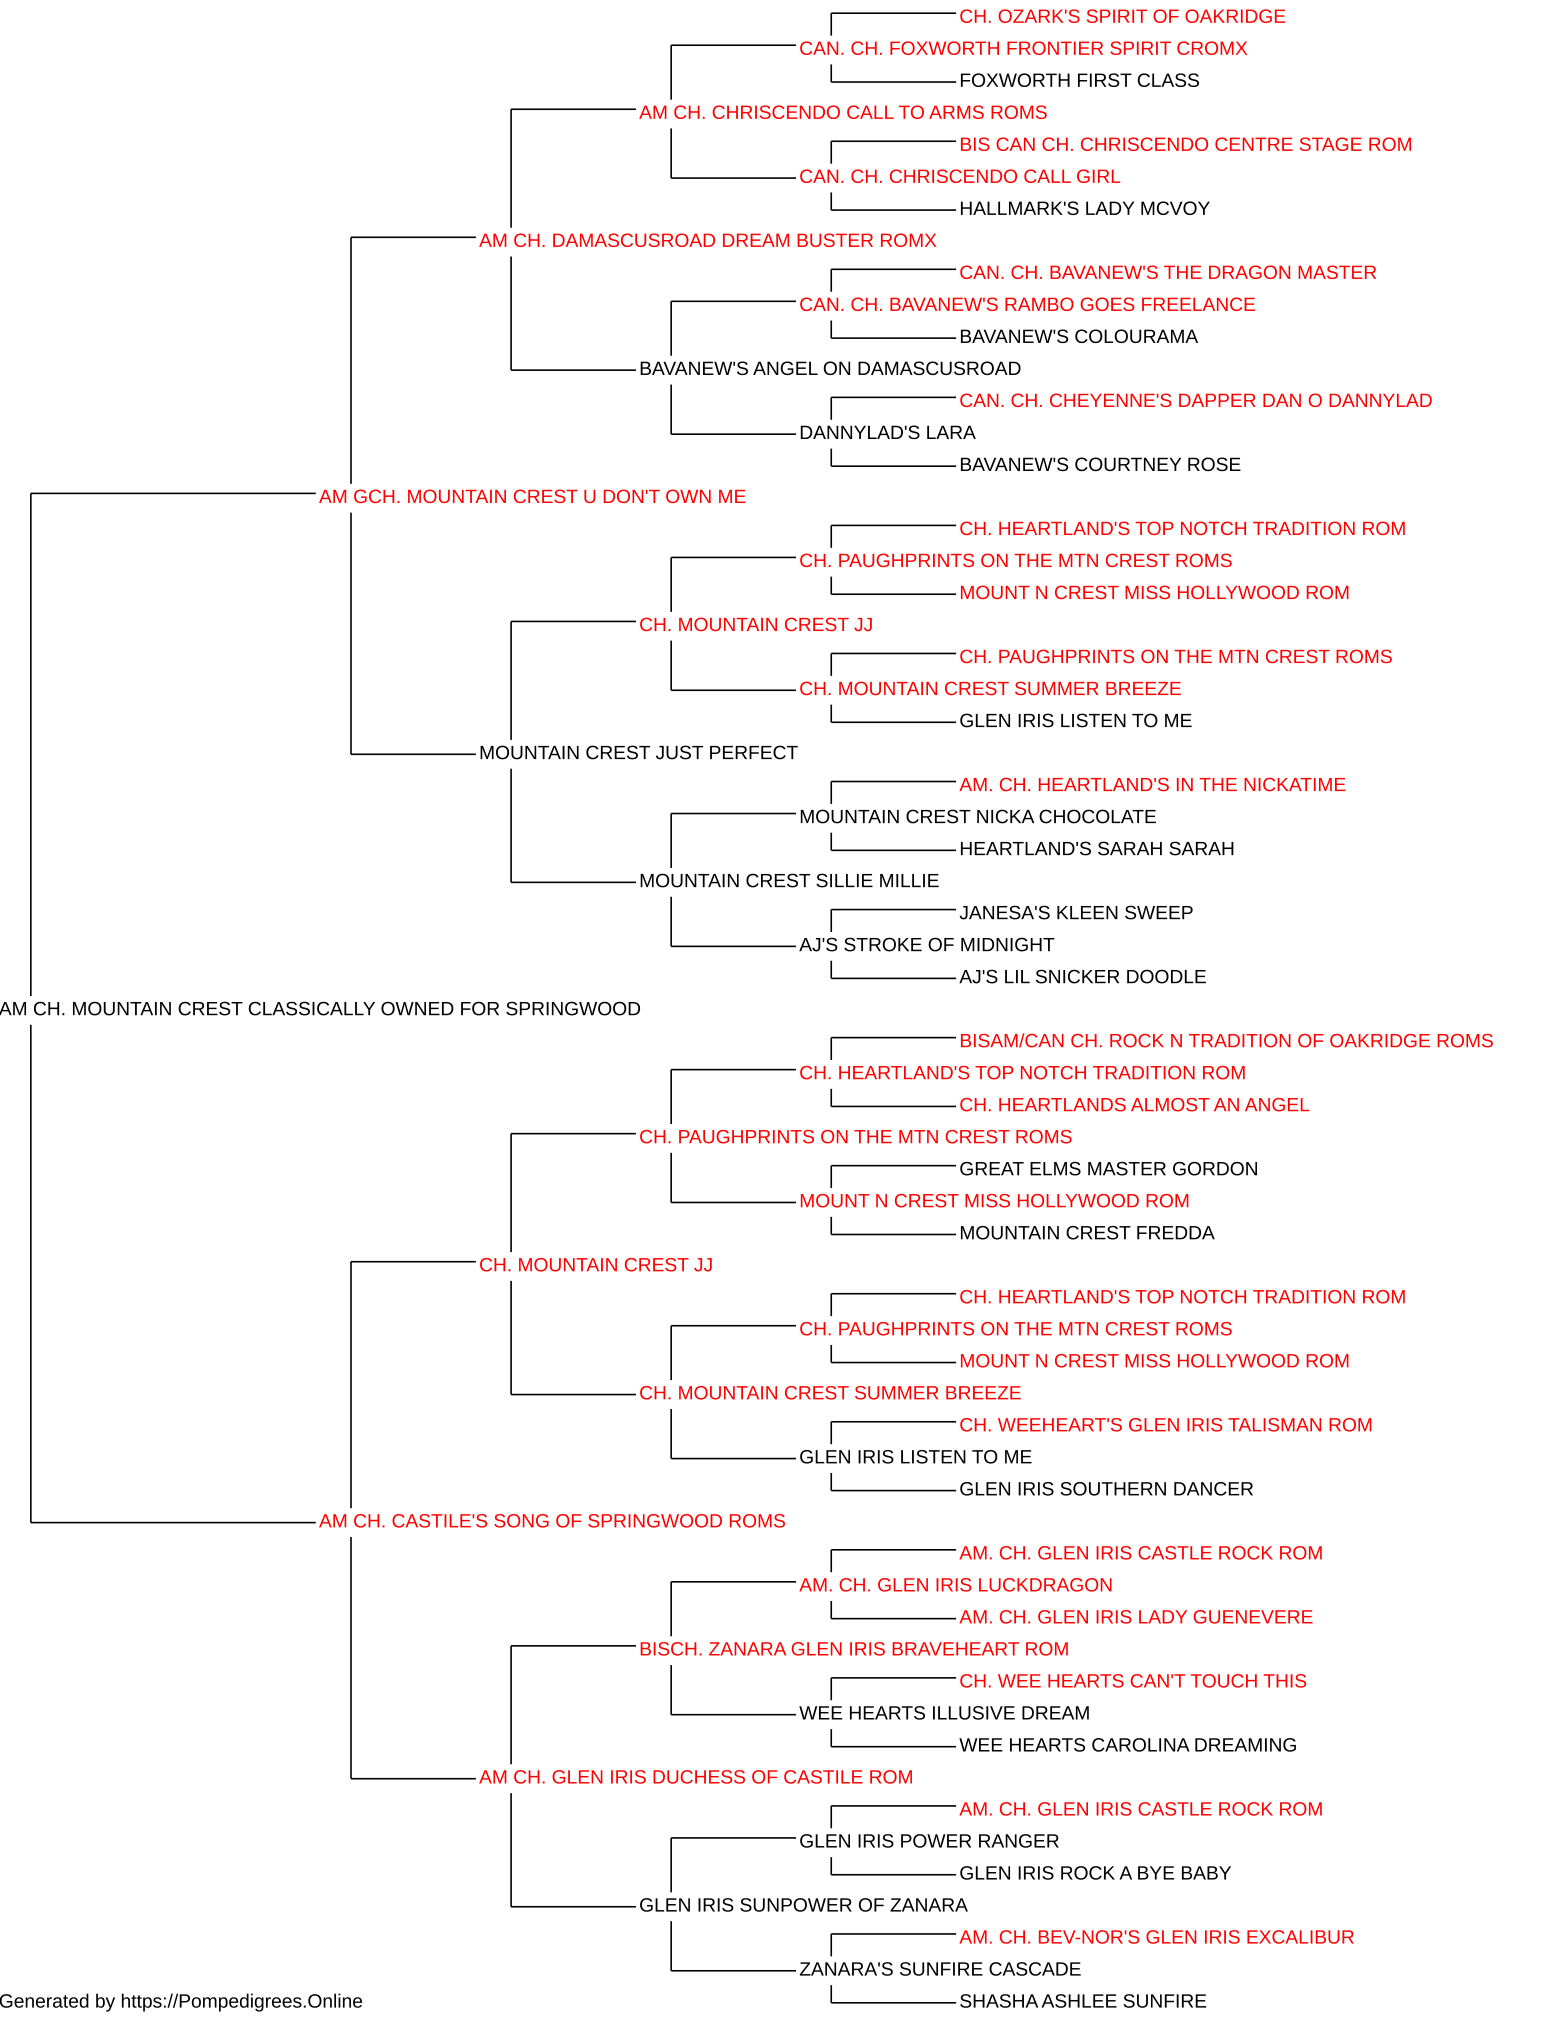 CH. OZARK'S SPIRIT OF OAKRIDGE
CAN. CH. FOXWORTH FRONTIER SPIRIT CROMX
FOXWORTH FIRST CLASS
AM CH. CHRISCENDO CALL TO ARMS ROMS
BIS CAN CH. CHRISCENDO CENTRE STAGE ROM
CAN. CH. CHRISCENDO CALL GIRL
HALLMARK'S LADY MCVOY
AM CH. DAMASCUSROAD DREAM BUSTER ROMX
CAN. CH. BAVANEW'S THE DRAGON MASTER
CAN. CH. BAVANEW'S RAMBO GOES FREELANCE
BAVANEW'S COLOURAMA
BAVANEW'S ANGEL ON DAMASCUSROAD
CAN. CH. CHEYENNE'S DAPPER DAN O DANNYLAD
DANNYLAD'S LARA
BAVANEW'S COURTNEY ROSE
AM GCH. MOUNTAIN CREST U DON'T OWN ME
CH. HEARTLAND'S TOP NOTCH TRADITION ROM
CH. PAUGHPRINTS ON THE MTN CREST ROMS
MOUNT N CREST MISS HOLLYWOOD ROM
CH. MOUNTAIN CREST JJ
CH. PAUGHPRINTS ON THE MTN CREST ROMS
CH. MOUNTAIN CREST SUMMER BREEZE
GLEN IRIS LISTEN TO ME
MOUNTAIN CREST JUST PERFECT
AM. CH. HEARTLAND'S IN THE NICKATIME
MOUNTAIN CREST NICKA CHOCOLATE
HEARTLAND'S SARAH SARAH
MOUNTAIN CREST SILLIE MILLIE
JANESA'S KLEEN SWEEP
AJ'S STROKE OF MIDNIGHT
AJ'S LIL SNICKER DOODLE
AM CH. MOUNTAIN CREST CLASSICALLY OWNED FOR SPRINGWOOD
BISAM/CAN CH. ROCK N TRADITION OF OAKRIDGE ROMS
CH. HEARTLAND'S TOP NOTCH TRADITION ROM
CH. HEARTLANDS ALMOST AN ANGEL
CH. PAUGHPRINTS ON THE MTN CREST ROMS
GREAT ELMS MASTER GORDON
MOUNT N CREST MISS HOLLYWOOD ROM
MOUNTAIN CREST FREDDA
CH. MOUNTAIN CREST JJ
CH. HEARTLAND'S TOP NOTCH TRADITION ROM
CH. PAUGHPRINTS ON THE MTN CREST ROMS
MOUNT N CREST MISS HOLLYWOOD ROM
CH. MOUNTAIN CREST SUMMER BREEZE
CH. WEEHEART'S GLEN IRIS TALISMAN ROM
GLEN IRIS LISTEN TO ME
GLEN IRIS SOUTHERN DANCER
AM CH. CASTILE'S SONG OF SPRINGWOOD ROMS
AM. CH. GLEN IRIS CASTLE ROCK ROM
AM. CH. GLEN IRIS LUCKDRAGON
AM. CH. GLEN IRIS LADY GUENEVERE
BISCH. ZANARA GLEN IRIS BRAVEHEART ROM
CH. WEE HEARTS CAN'T TOUCH THIS
WEE HEARTS ILLUSIVE DREAM
WEE HEARTS CAROLINA DREAMING
AM CH. GLEN IRIS DUCHESS OF CASTILE ROM
AM. CH. GLEN IRIS CASTLE ROCK ROM
GLEN IRIS POWER RANGER
GLEN IRIS ROCK A BYE BABY
GLEN IRIS SUNPOWER OF ZANARA
AM. CH. BEV-NOR'S GLEN IRIS EXCALIBUR
ZANARA'S SUNFIRE CASCADE
SHASHA ASHLEE SUNFIRE
Generated by https://Pompedigrees.Online